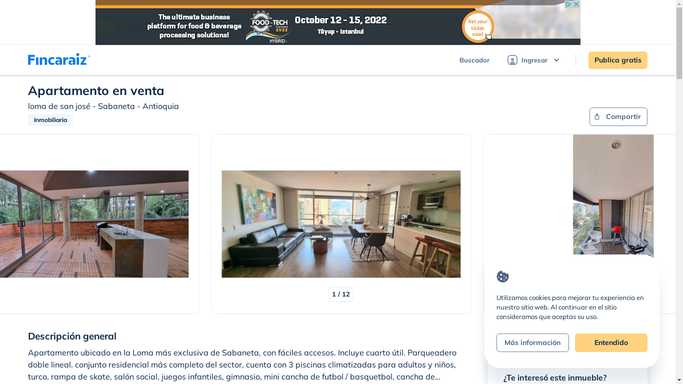 The ultimate business
platform for food & beverage
processing solutions!
FOOD-TECH
October 12 - 15, 2022
Tüyap - Istanbul
Get your
ticket
now!
Fincaraiz
Buscador
Ingresar
Publica gratis
Apartamento en venta
loma de san josé - Sabaneta - Antioquia
Inmobiliaria
Compartir
1 / 12
Utilizamos cookies para mejorar tu experiencia en
nuestro sitio web. Al continuar en el sitio
consideramos que aceptas su uso.
Más información
Entendido
Descripción general
Apartamento ubicado en la Loma más exclusiva de Sabaneta, con fáciles accesos. Incluye cuarto útil. Parqueadero
doble lineal, conjunto residencial más completo del sector, cuenta con 3 piscinas climatizadas para adultos y niños,
turco, rampa de skate, salón social, juegos infantiles, gimnasio, mini cancha de futbol / basquetbol, cancha de...
¿Te interesó este inmueble?